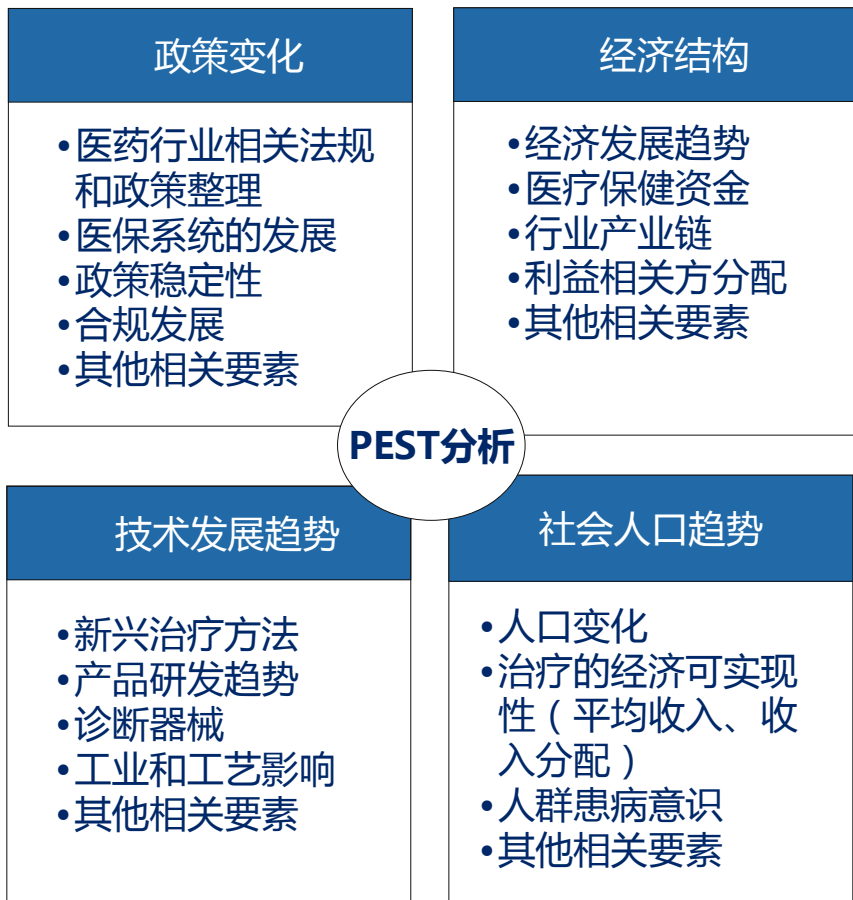 政策变化
•医药行业相关法规
和政策整理
•医保系统的发展
•政策稳定性
•合规发展
•其他相关要素
经济结构
•经济发展趋势
•医疗保健资金
•行业产业链
•利益相关方分配
•其他相关要素
PEST分析
技术发展趋势
•新兴治疗方法
•产品研发趋势
•诊断器械
•工业和工艺影响
•其他相关要素
社会人口趋势
•人口变化
•治疗的经济可实现
性（平均收入、收
入分配）
•人群患病意识
•其他相关要素